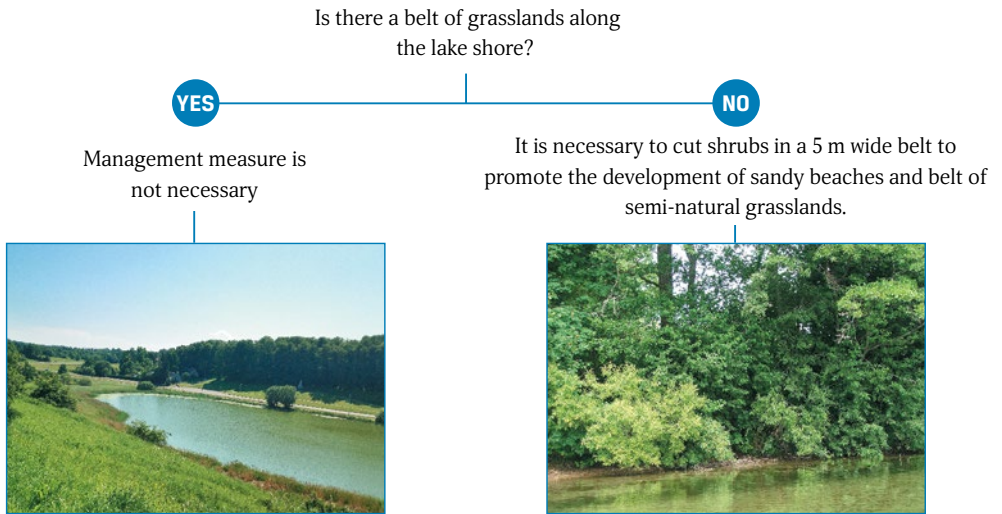 Is there a belt of grasslands along
the lake shore?
YES
NO
Management measure is
not necessary
It is necessary to cut shrubs in a 5 m wide belt to
promote the development of sandy beaches and belt of
semi-natural grasslands.